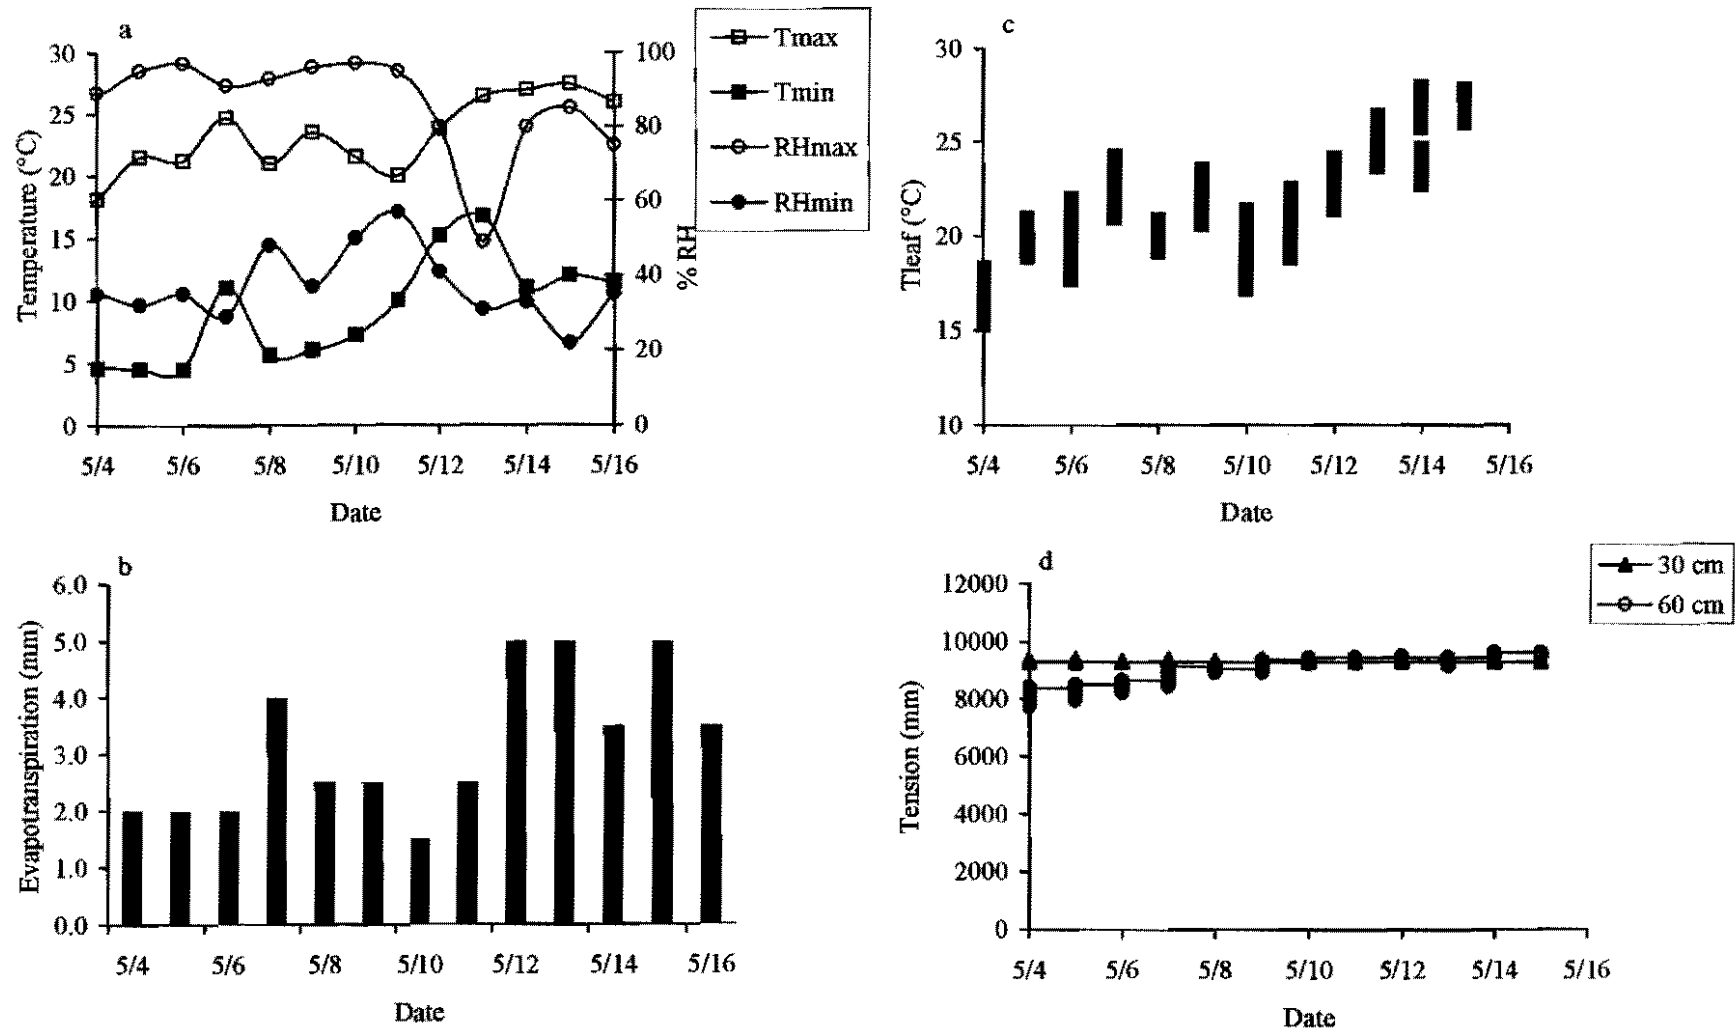 a
30
25
20
15
10
5
0
Temperature (°C)
100
80
60
40
20
0
% RH
5/4 5/6 5/8 5/10 5/12 5/14 5/16
Date
Tmax
Tmin
RHmax
RHmin
c
30
25
20
15
10
Tleaf (°C)
5/4 5/6 5/8 5/10 5/12 5/14 5/16
Date
b
6.0
5.0
4.0
3.0
2.0
1.0
0.0
Evapotranspiration (mm)
5/4 5/6 5/8 5/10 5/12 5/14 5/16
Date
d
12000
10000
8000
6000
4000
2000
0
Tension (mm)
5/4 5/6 5/8 5/10 5/12 5/14 5/16
Date
30 cm
60 cm